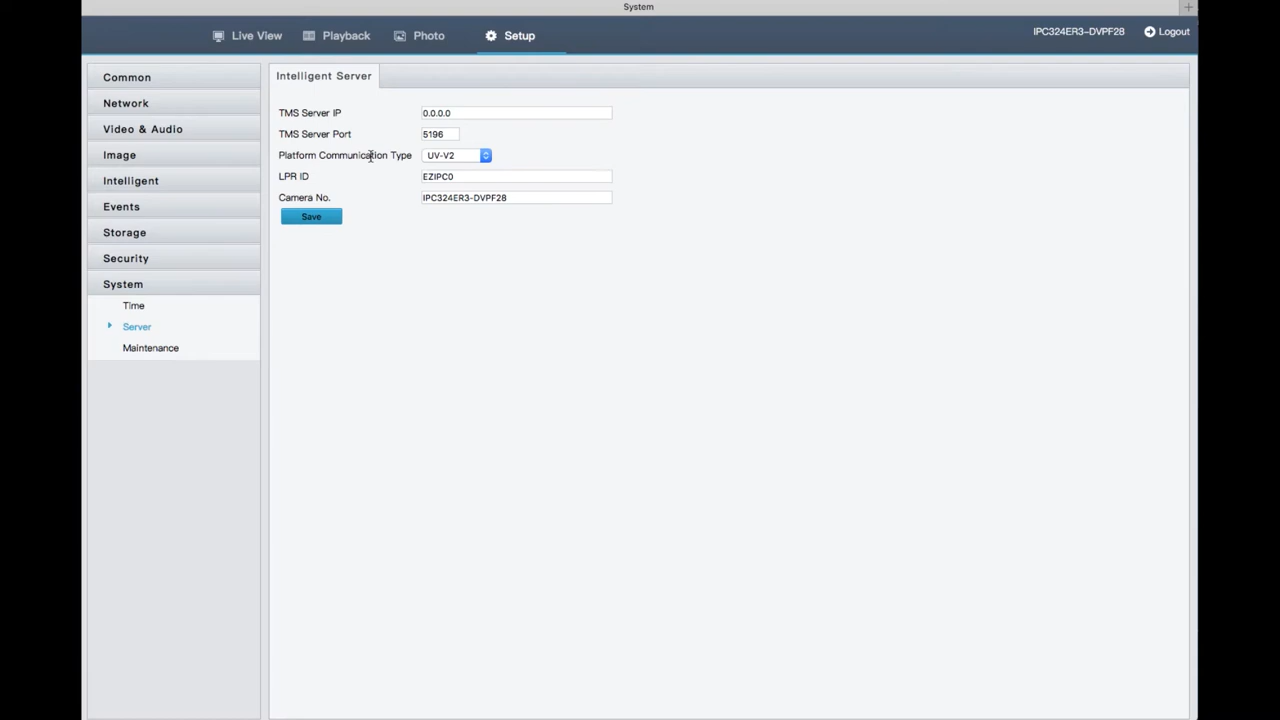 System
Live View Playback Photo Setup IPC324ER3-DVPF28 Logout
Common
Network
Video & Audio
Image
Intelligent
Events
Storage
Security
System
Time
Server
Maintenance
Intelligent Server
TMS Server IP 0.0.0.0
TMS Server Port 5196
Platform Communication Type UV-V2
LPR ID EZIPC0
Camera No. IPC324ER3-DVPF28
Save